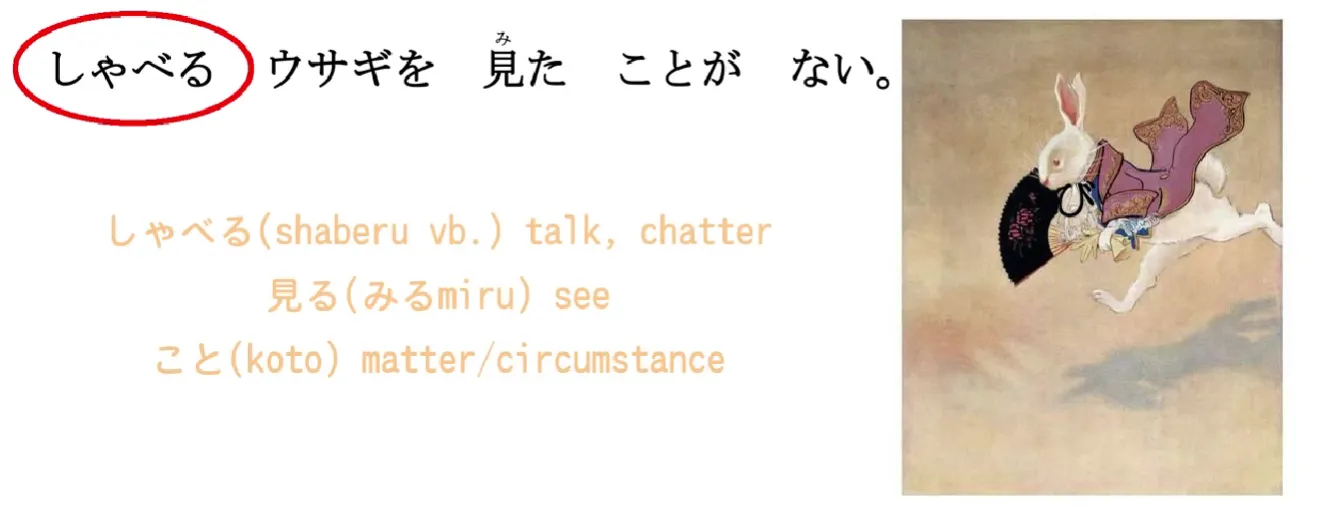 しゃべる ウサギを 見た ことが ない。
み
しゃべる(shaberu vb.) talk, chatter
見る(みるmiru) see
こと(koto) matter/circumstance